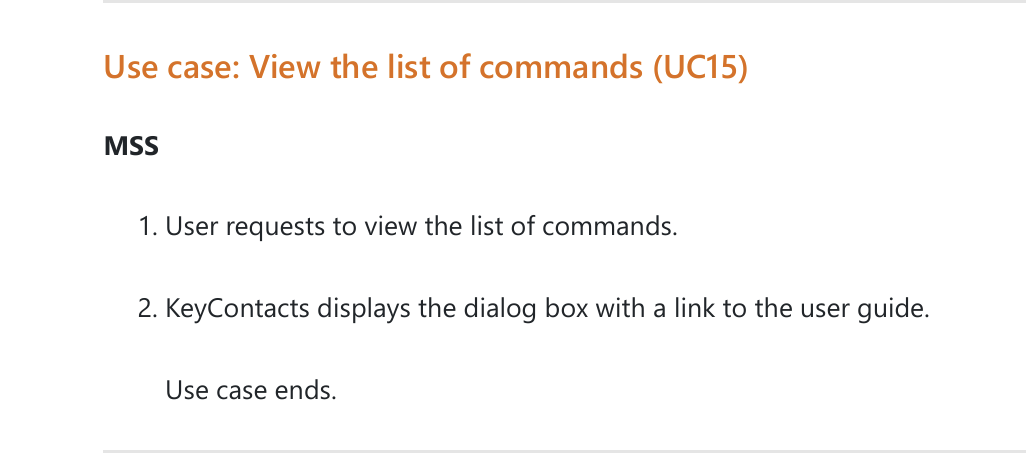 Use case: View the list of commands (UC15)
MSS
1. User requests to view the list of commands.
2. KeyContacts displays the dialog box with a link to the user guide.
Use case ends.